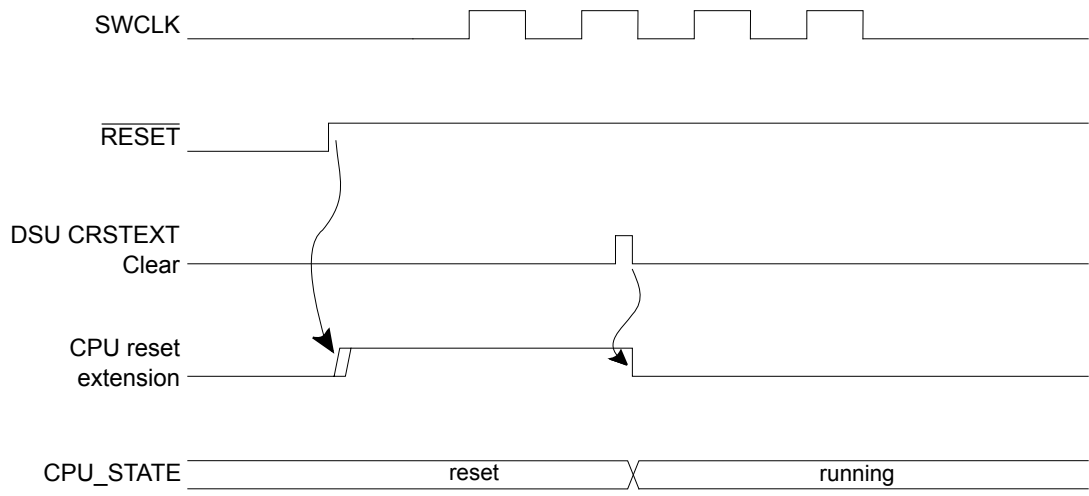 SWCLK
RESET
DSU CRSTEXT
Clear
CPU reset
extension
CPU_STATE
reset
running